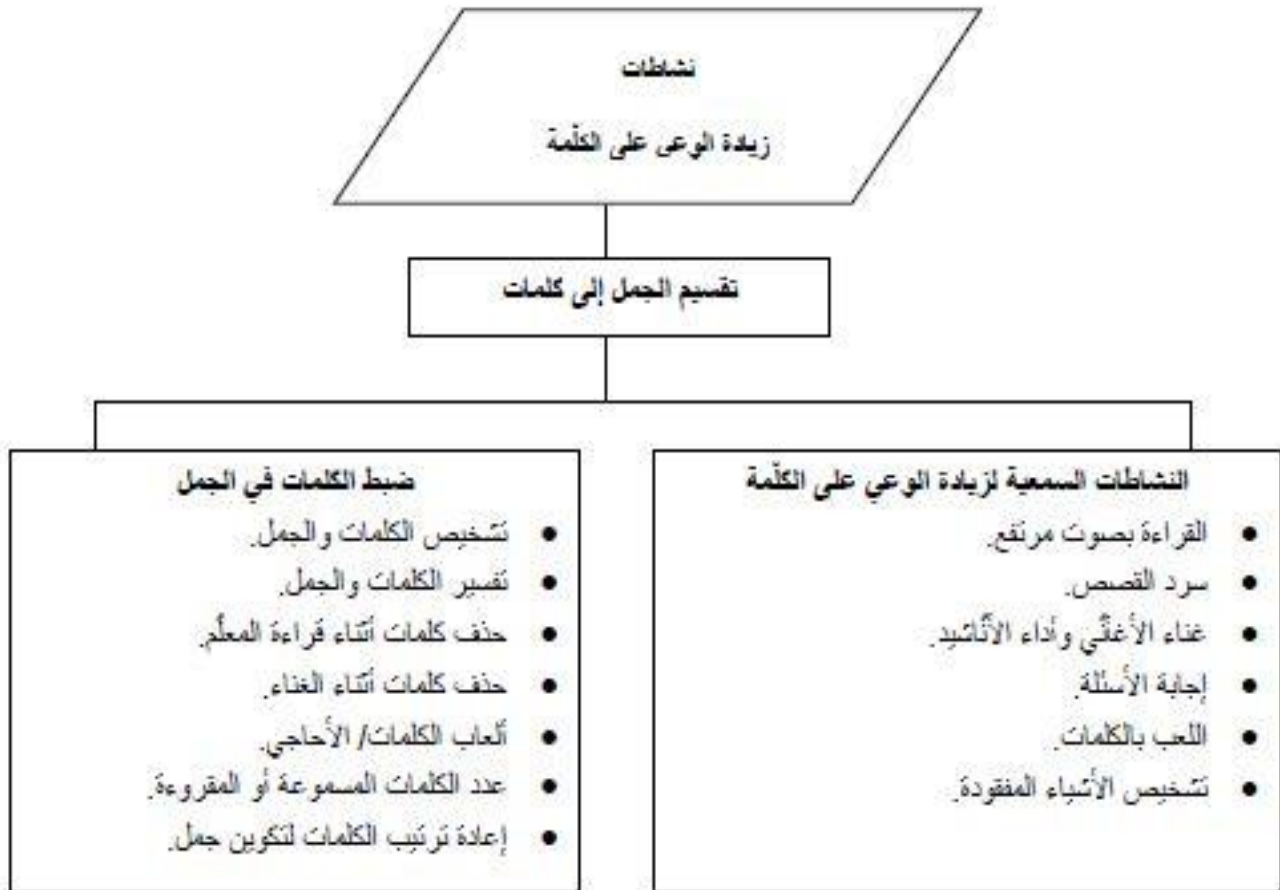 نشاطات
زيادة الوعي على الكلّمة
تقسيم الجمل إلى كلمات
النشاطات السمعية لزيادة الوعي على الكلّمة
● القراءة بصوت مرتفع.
● سرد القصص.
● غناء الأغاني وأداء الأناشيد.
● إجابة الأسئلة.
● اللعب بالكلمات.
● تشخيص الأشياء المفقودة.
ضبط الكلمات في الجمل
● تشخيص الكلمات والجمل.
● تفسير الكلمات والجمل.
● حذف كلمات أثناء قراءة المعلّم.
● حذف كلمات أثناء الغناء.
● ألعاب الكلمات/ الأحاجي.
● عدد الكلمات المسموعة أو المقروءة.
● إعادة ترتيب الكلمات لتكوين جمل.